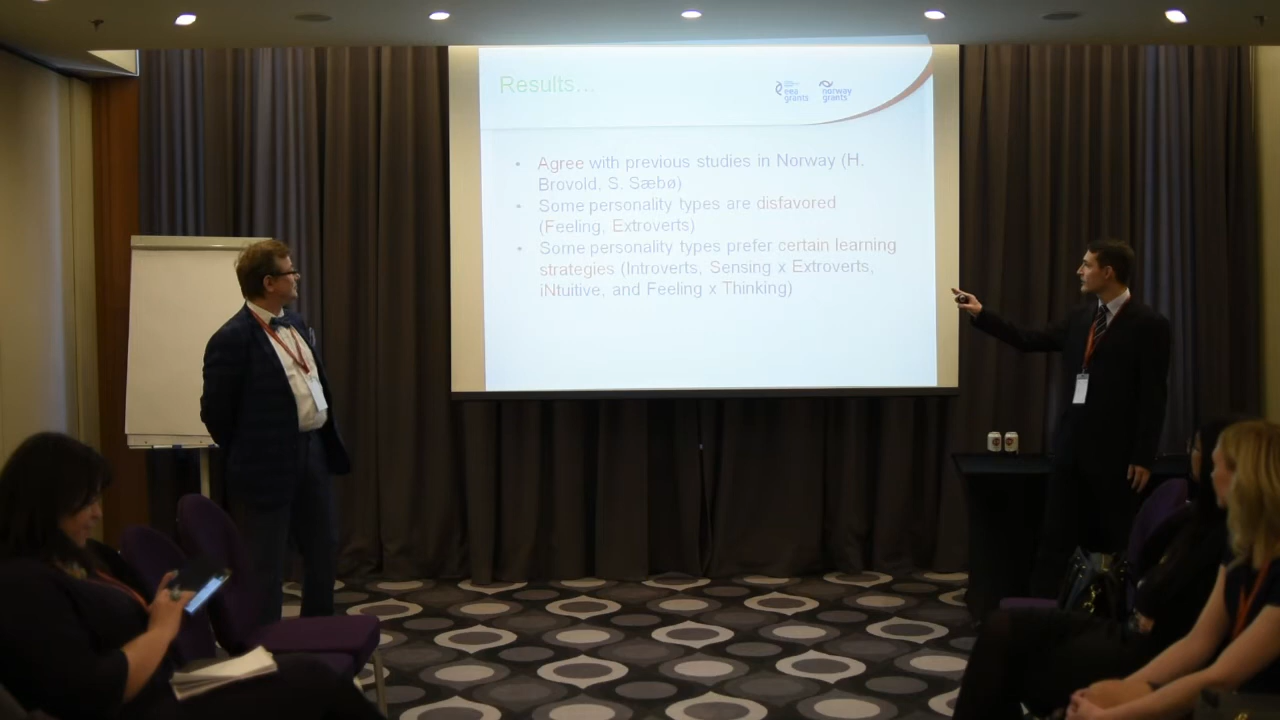 Results...
eea
grants
norway
grants
• Agree with previous studies in Norway (H.
Brovold, S. Sæbø)
• Some personality types are disfavored
(Feeling, Extroverts)
• Some personality types prefer certain learning
strategies (Introverts, Sensing x Extroverts,
iNtuitive, and Feeling x Thinking)